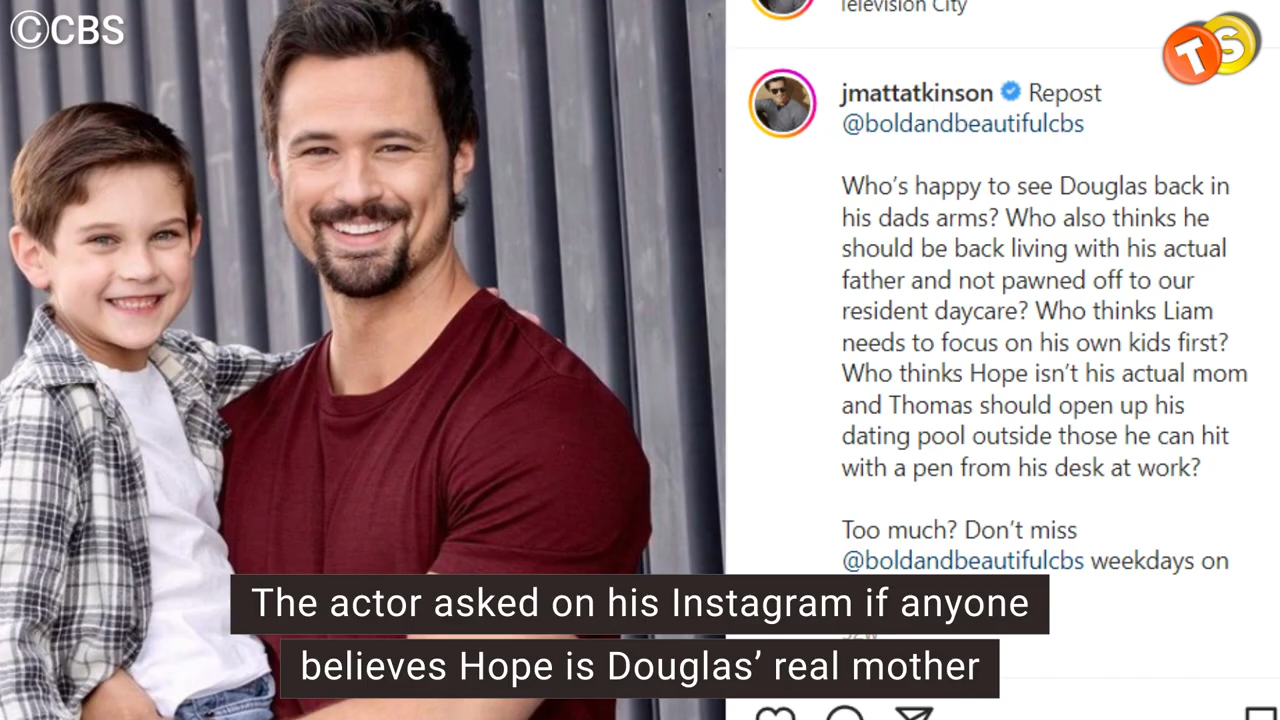 ©CBS
Television City
TS
jmattatkinson Repost
@boldandbeautifulcbs
Who's happy to see Douglas back in
his dads arms? Who also thinks he
should be back living with his actual
father and not pawned off to our
resident daycare? Who thinks Liam
needs to focus on his own kids first?
Who thinks Hope isn't his actual mom
and Thomas should open up his
dating pool outside those he can hit
with a pen from his desk at work?
Too much? Don't miss
@boldandbeautifulcbs weekdays on
The actor asked on his Instagram if anyone
believes Hope is Douglas’ real mother